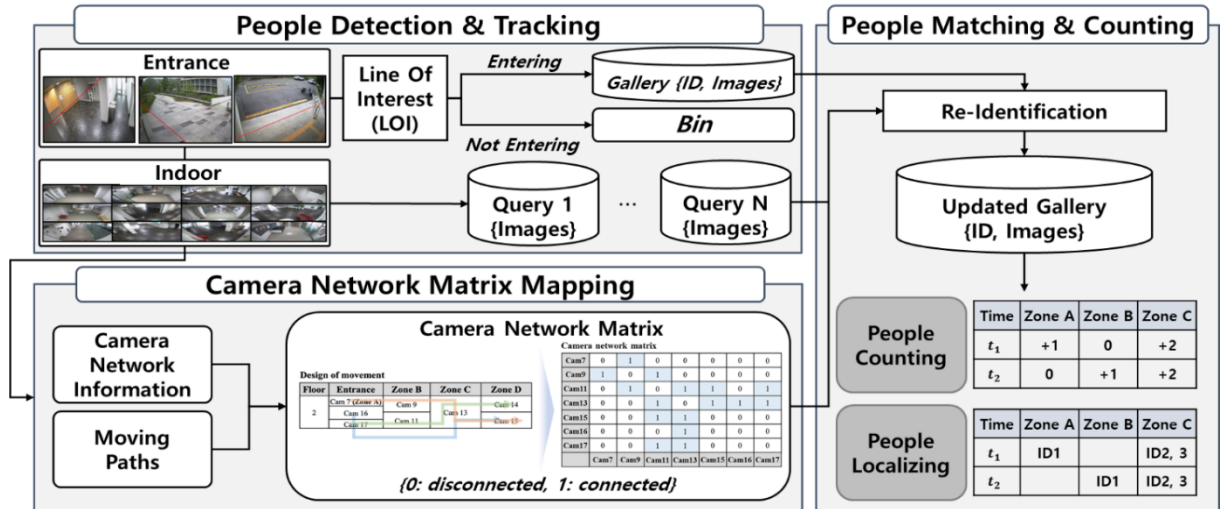 People Detection & Tracking
Entrance
Line Of
Interest
(LOI)
Entering
Not Entering
Gallery {ID, Images}
Bin
Indoor
Query 1
{Images}
...
Query N
{Images}
People Matching & Counting
Re-Identification
Updated Gallery
{ID, Images}
People
Counting
Time Zone A Zone B Zone C
t₁ +1 0 +2
t₂ 0 +1 +2
People
Localizing
Time Zone A Zone B Zone C
t₁ ID1 ID2, 3
t₂ ID1 ID2, 3
Camera Network Matrix Mapping
Camera
Network
Information
Moving
Paths
Camera Network Matrix
Design of movement
Floor Entrance Zone B Zone C Zone D
2
Cam 7 (Zone A)
Cam 16
Cam 17
Cam 9
Cam 11
Cam 13
Cam 14
Cam 15
Camera network matrix
Cam7 0 1 0 0 0 0 0
Cam9 1 0 1 0 0 0 0
Cam11 0 1 0 1 1 0 1
Cam13 0 0 1 0 1 1 1
Cam15 0 0 1 1 0 0 0
Cam16 0 0 0 1 0 0 0
Cam17 0 0 1 1 0 0 0
Cam7 Cam9 Cam11 Cam13 Cam15 Cam16 Cam17
{0: disconnected, 1: connected}